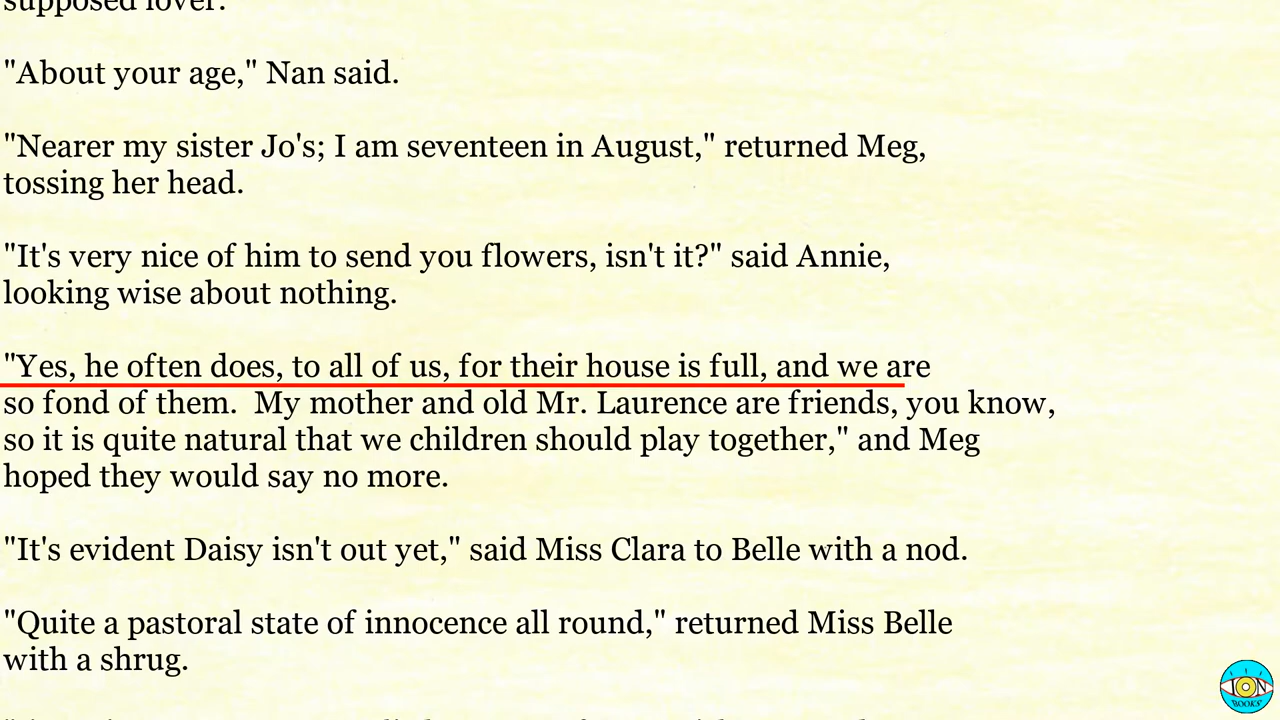 supposed lover.
"About your age," Nan said.
"Nearer my sister Jo's; I am seventeen in August," returned Meg,
tossing her head.
"It's very nice of him to send you flowers, isn't it?" said Annie,
looking wise about nothing.
"Yes, he often does, to all of us, for their house is full, and we are
so fond of them.  My mother and old Mr. Laurence are friends, you know,
so it is quite natural that we children should play together," and Meg
hoped they would say no more.
"It's evident Daisy isn't out yet," said Miss Clara to Belle with a nod.
"Quite a pastoral state of innocence all round," returned Miss Belle
with a shrug.
ION
BOOKS